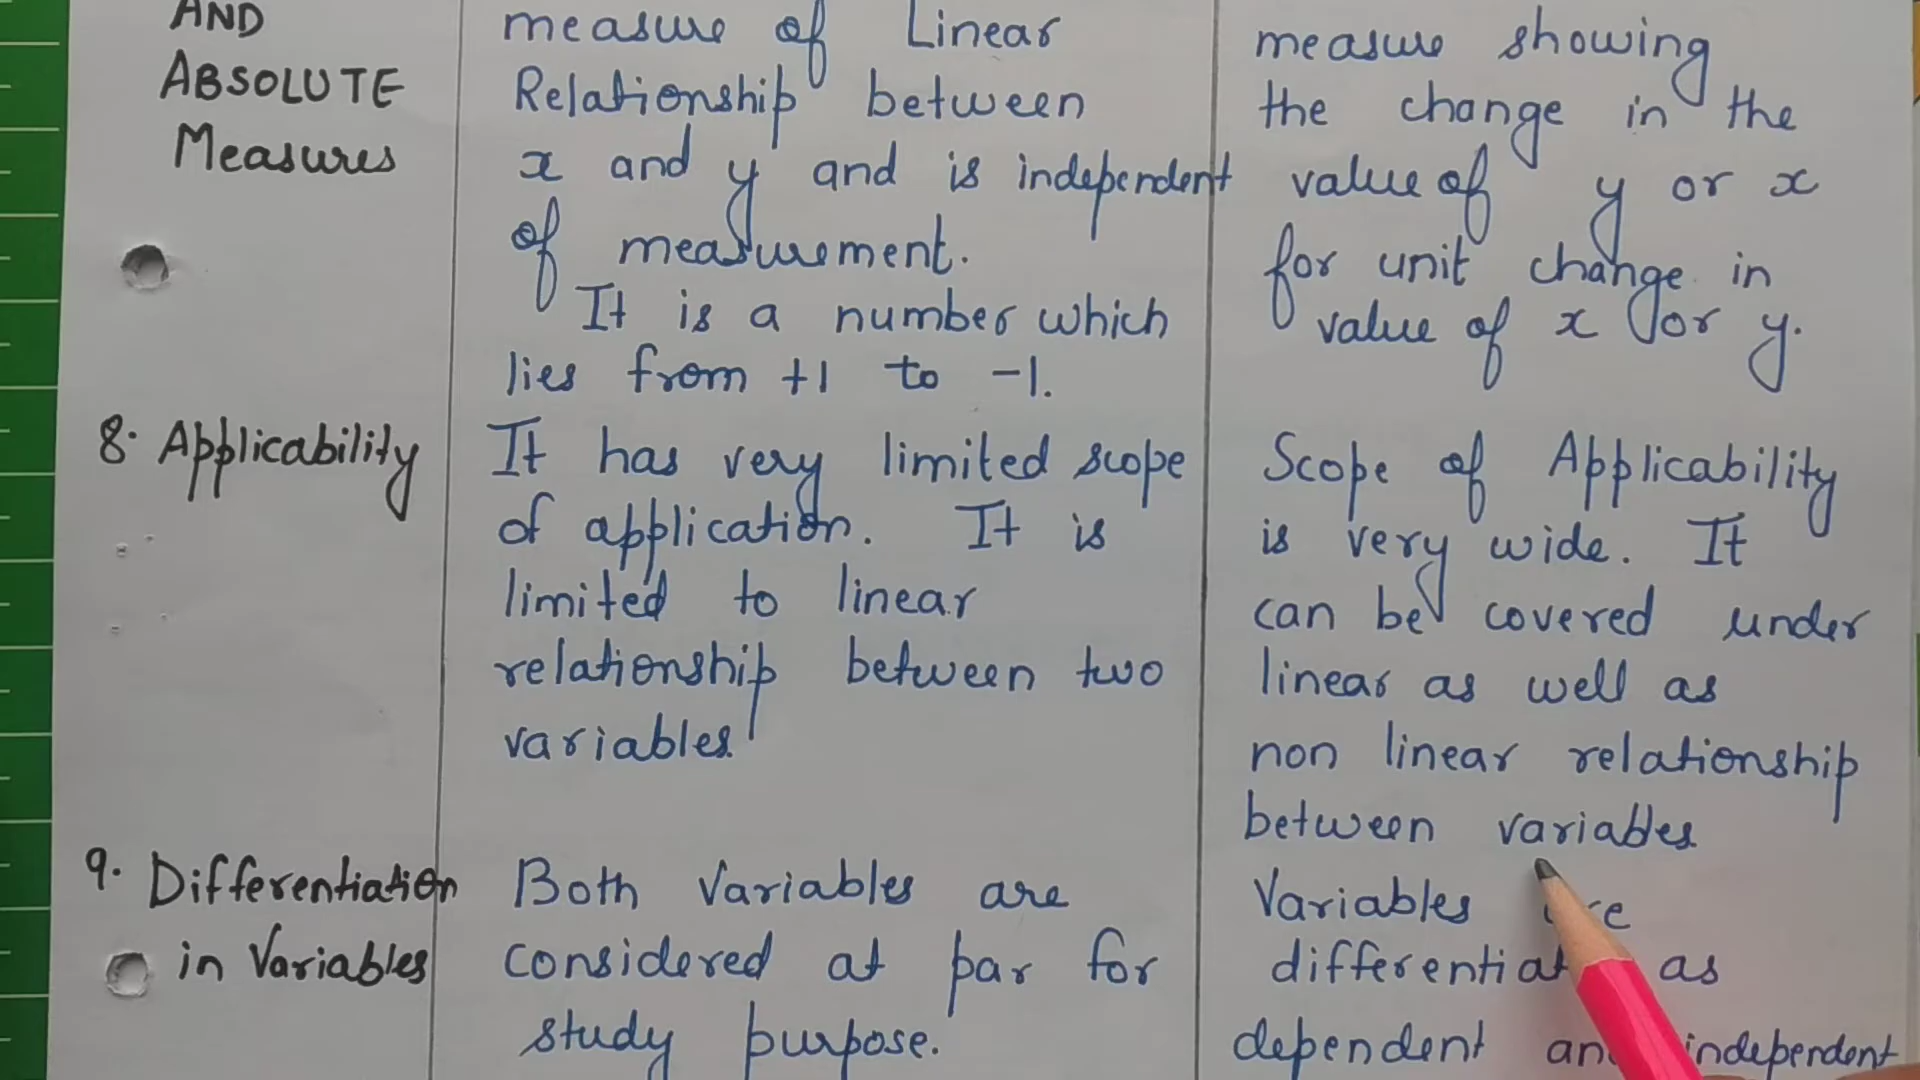 AND
ABSOLUTE
Measures
measure of Linear
Relationship between
x and y and is independent
of measurement.
It is a number which
lies from +1 to -1.
measure showing
the change in the
value of y or x
for unit change in
value of x or y.
8. Applicability
It has very limited scope
of application. It is
limited to linear
relationship between two
variables.
Scope of Applicability
is very wide. It
can be covered under
linear as well as
non linear relationship
between variables.
9. Differentiation
in Variables
Both Variables are
considered at par for
study purpose.
Variables
as
dependent independent